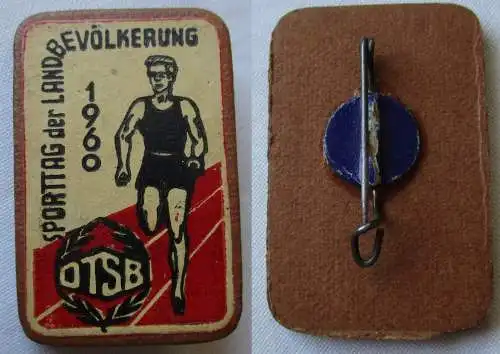 SPORTTAG der LANDBEVÖLKERUNG
1960
DTSB